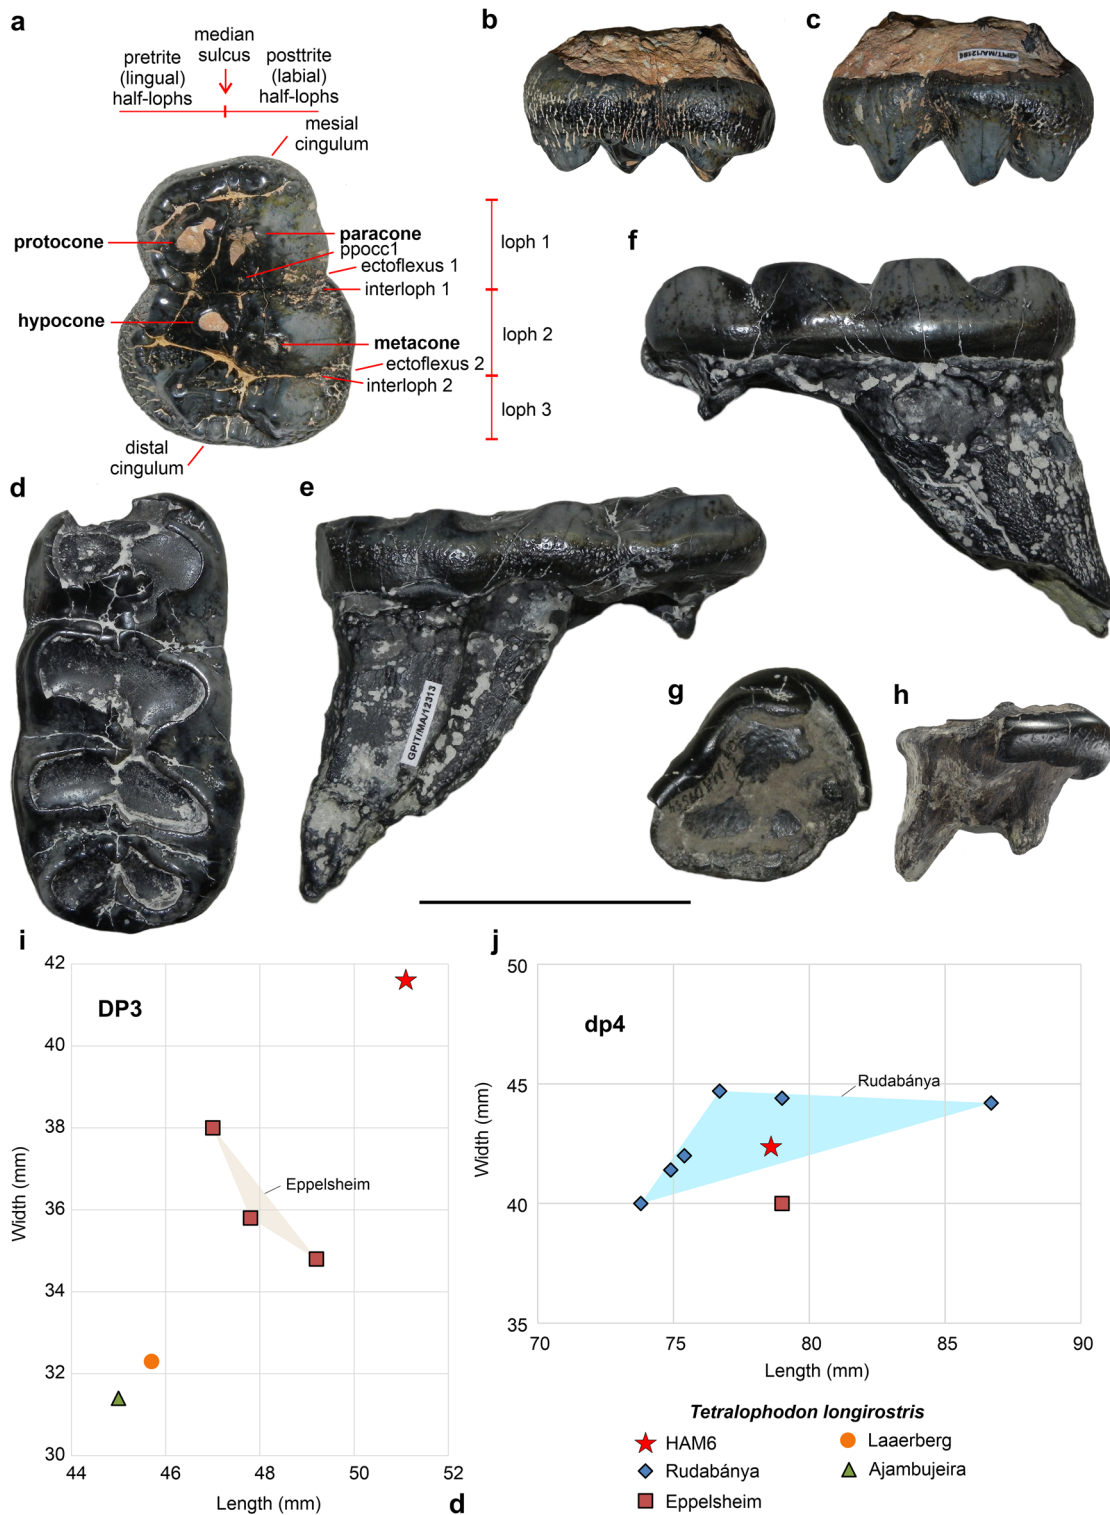 a
pretrite
(lingual)
half-lophs
median
sulcus
posttrite
(labial)
half-lophs
mesial
cingulum
protocone
paracone
ppocc1
ectoflexus 1
interloph 1
hypocone
metacone
ectoflexus 2
interloph 2
distal
cingulum
loph 1
loph 2
loph 3
b
c
GPIT/MA/12196
d
e
GPIT/MA/12313
f
g
h
i
DP3
Width (mm)
42
40
38
36
34
32
30
Eppelsheim
44
46
48
50
52
Length (mm)
d
j
dp4
Width (mm)
50
45
40
35
Rudabánya
70
75
80
85
90
Length (mm)
Tetralophodon longirostris
HAM6
Laaerberg
Rudabánya
Ajambujeira
Eppelsheim